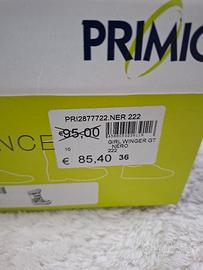 PRIMIG
PRI2877722.NER 222
€ 95,00
GIRL WINGER GT
NERO
10
222
€ 85,40 36
NCE